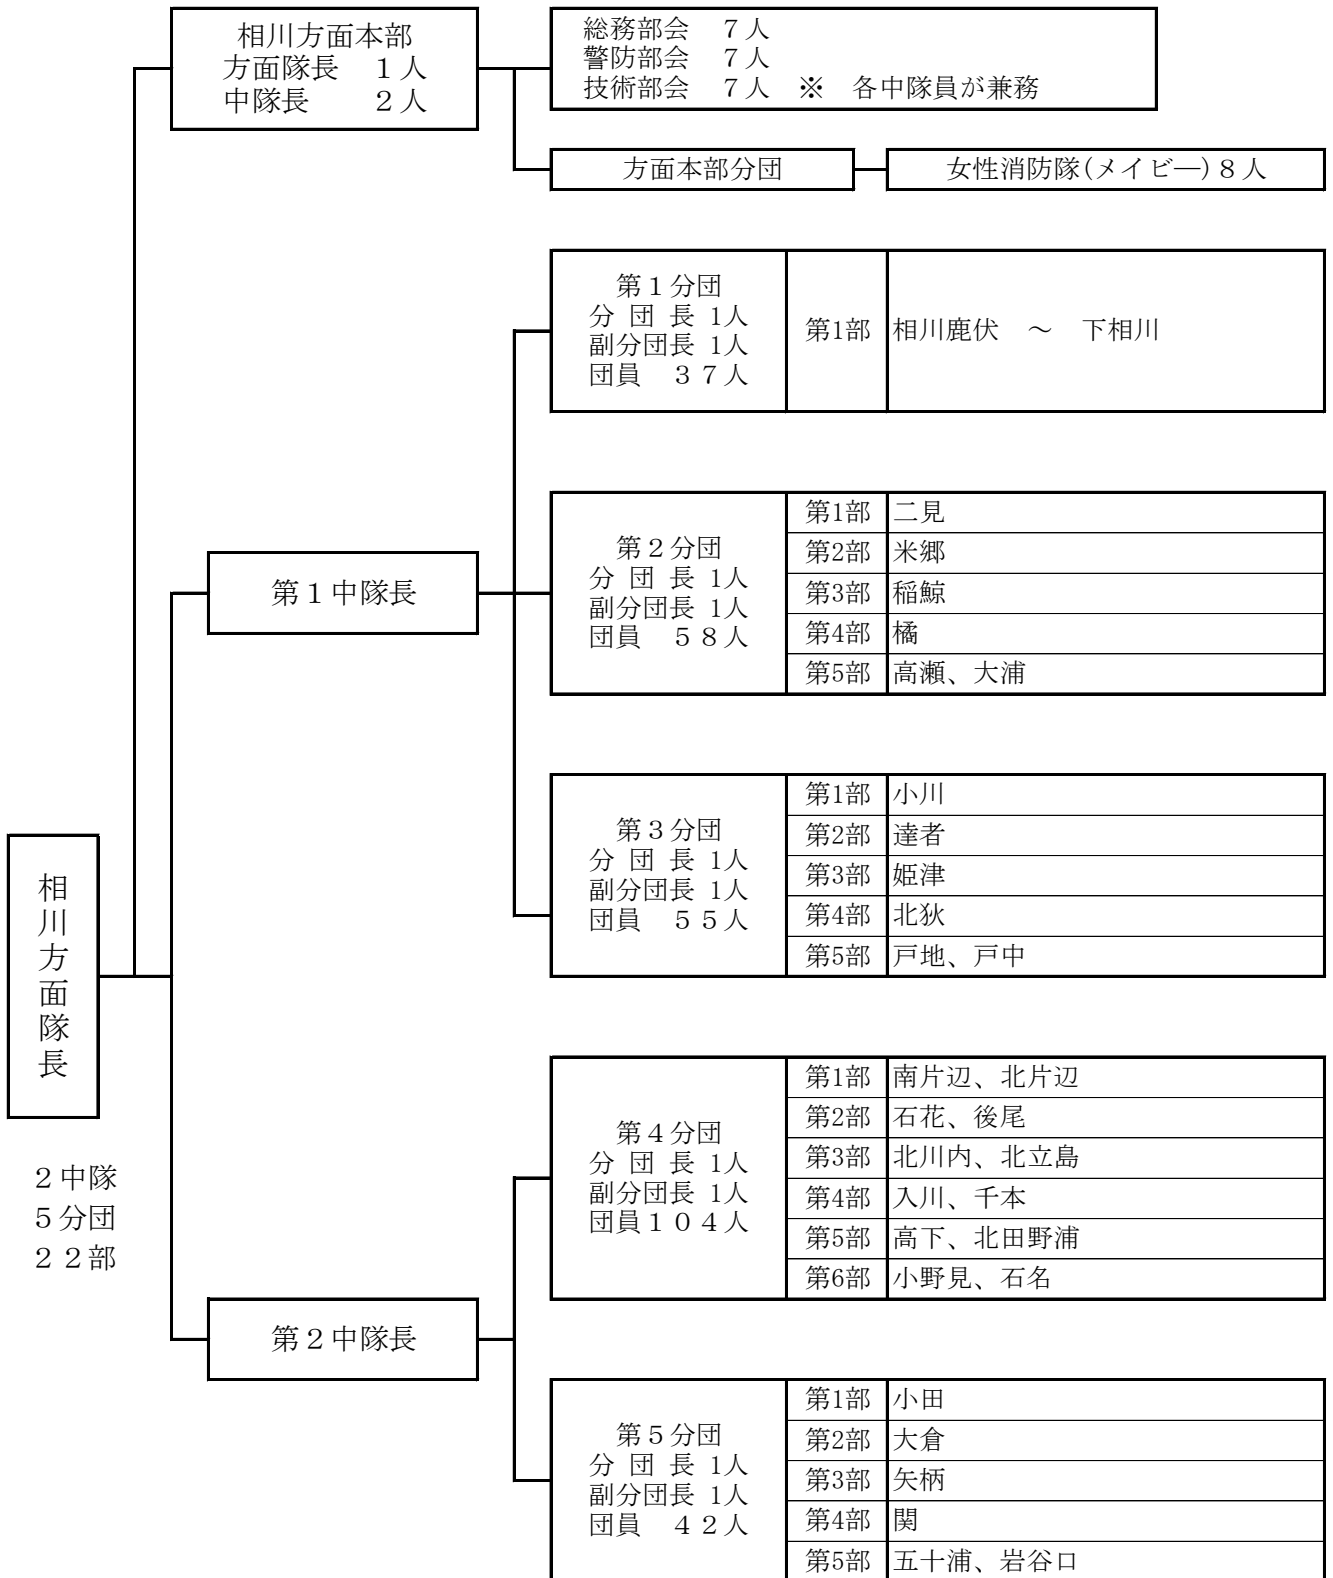 相川方面本部
方面隊長　１人
中隊長　　２人
総務部会　７人
警防部会　７人
技術部会　７人　※　各中隊員が兼務
方面本部分団
女性消防隊(メイビ―)８人
第１分団
分 団 長 1人
副分団長 1人
団員　３７人
第1部
相川鹿伏　～　下相川
第１中隊長
第２分団
分 団 長 1人
副分団長 1人
団員　５８人
第1部 二見
第2部 米郷
第3部 稲鯨
第4部 橘
第5部 高瀬、大浦
第３分団
分 団 長 1人
副分団長 1人
団員　５５人
第1部 小川
第2部 達者
第3部 姫津
第4部 北狄
第5部 戸地、戸中
相川方面隊長
２中隊
５分団
２２部
第４分団
分 団 長 1人
副分団長 1人
団員１０４人
第1部 南片辺、北片辺
第2部 石花、後尾
第3部 北川内、北立島
第4部 入川、千本
第5部 高下、北田野浦
第6部 小野見、石名
第２中隊長
第５分団
分 団 長 1人
副分団長 1人
団員　４２人
第1部 小田
第2部 大倉
第3部 矢柄
第4部 関
第5部 五十浦、岩谷口